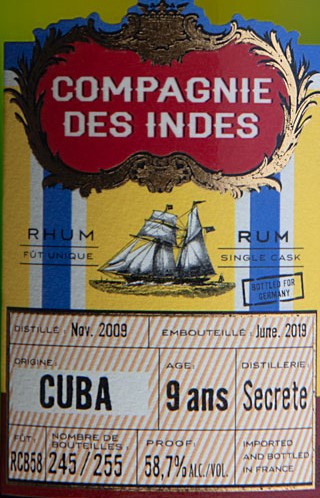 COMPAGNIE
DES INDES
RHUM
FÛT UNIQUE
RUM
SINGLE CASK
BOTTLED FOR
GERMANY
DISTILLÉ : Nov. 2009
EMBOUTEILLÉ : June. 2019
ORIGINE:
CUBA
AGE:
9 ans
DISTILLERIE:
Secrete
FÛT:
RCB58
NOMBRE DE
BOUTEILLES:
245/255
PROOF:
58,7% ALC./VOL.
IMPORTED
AND BOTTLED
IN FRANCE